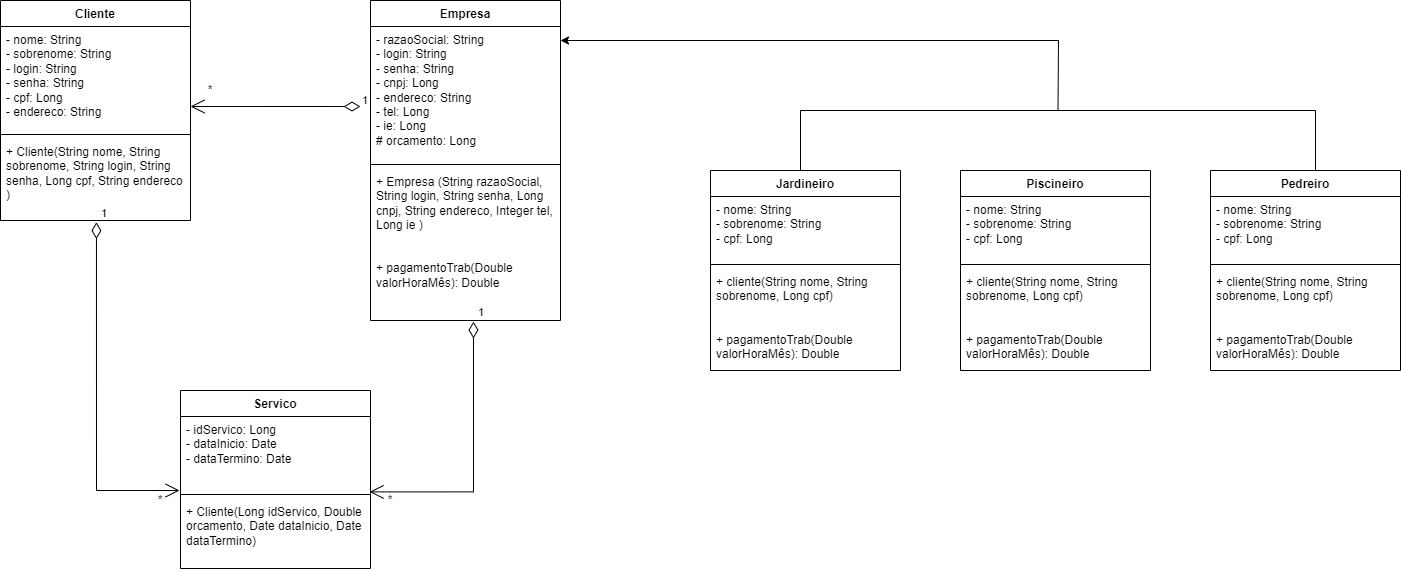 Cliente
- nome: String
- sobrenome: String
- login: String
- senha: String
- cpf: Long
- endereco: String
+ Cliente(String nome, String
sobrenome, String login, String
senha, Long cpf, String endereco
)
1
*
1
Empresa
- razaoSocial: String
- login: String
- senha: String
- cnpj: Long
- endereco: String
- tel: Long
- ie: Long
# orcamento: Long
+ Empresa (String razaoSocial,
String login, String senha, Long
cnpj, String endereco, Integer tel,
Long ie )
+ pagamentoTrab(Double
valorHoraMês): Double
1
Jardineiro
- nome: String
- sobrenome: String
- cpf: Long
+ cliente(String nome, String
sobrenome, Long cpf)
+ pagamentoTrab(Double
valorHoraMês): Double
Piscineiro
- nome: String
- sobrenome: String
- cpf: Long
+ cliente(String nome, String
sobrenome, Long cpf)
+ pagamentoTrab(Double
valorHoraMês): Double
Pedreiro
- nome: String
- sobrenome: String
- cpf: Long
+ cliente(String nome, String
sobrenome, Long cpf)
+ pagamentoTrab(Double
valorHoraMês): Double
Servico
- idServico: Long
- dataInicio: Date
- dataTermino: Date
*
*
+ Cliente(Long idServico, Double
orcamento, Date dataInicio, Date
dataTermino)